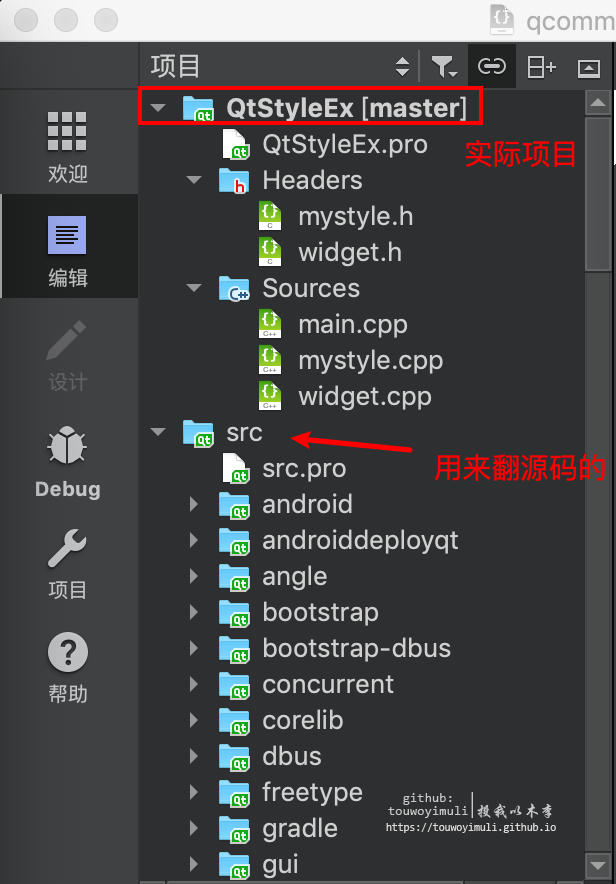 qcomm
项目
欢迎
编辑
设计
Debug
项目
帮助
QtStyleEx [master]
实际项目
QtStyleEx.pro
Headers
mystyle.h
widget.h
Sources
main.cpp
mystyle.cpp
widget.cpp
src
用来翻源码的
src.pro
android
androiddeployqt
angle
bootstrap
bootstrap-dbus
concurrent
corelib
dbus
freetype
gradle
gui
github:
touwoyimuli|投我以木李
https://touwoyimuli.github.io